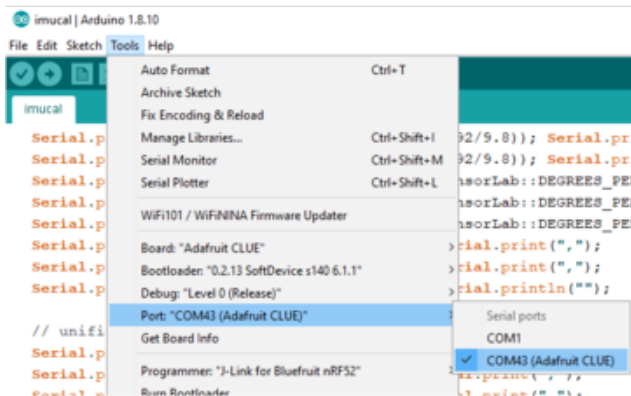 imucal | Arduino 1.8.10
File Edit Sketch Tools Help
Auto Format Ctrl+T
Archive Sketch
imucal Fix Encoding & Reload
Serial.p Manage Libraries... Ctrl+Shift+I 92/9.8)); Serial.pr
Serial.p Serial Monitor Ctrl+Shift+M 92/9.8)); Serial.pr
Serial.p Serial Plotter Ctrl+Shift+L nsorLab::DEGREES_PE
Serial.p nsorLab::DEGREES_PE
Serial.p WiFi101 / WiFiNINA Firmware Updater nsorLab::DEGREES_PE
Serial.p Board: "Adafruit CLUE" rial.print(",");
Serial.p Bootloader: "0.2.13 SoftDevice s140 6.1.1" rial.print(",");
Serial.p Debug: "Level 0 (Release)" rial.println("");
Port: "COM43 (Adafruit CLUE)" Serial ports
// unifi Get Board Info COM1
Serial.p COM43 (Adafruit CLUE)
Serial.p Programmer: "J-Link for Bluefruit nRF52"
Serial.p Burn Bootloader